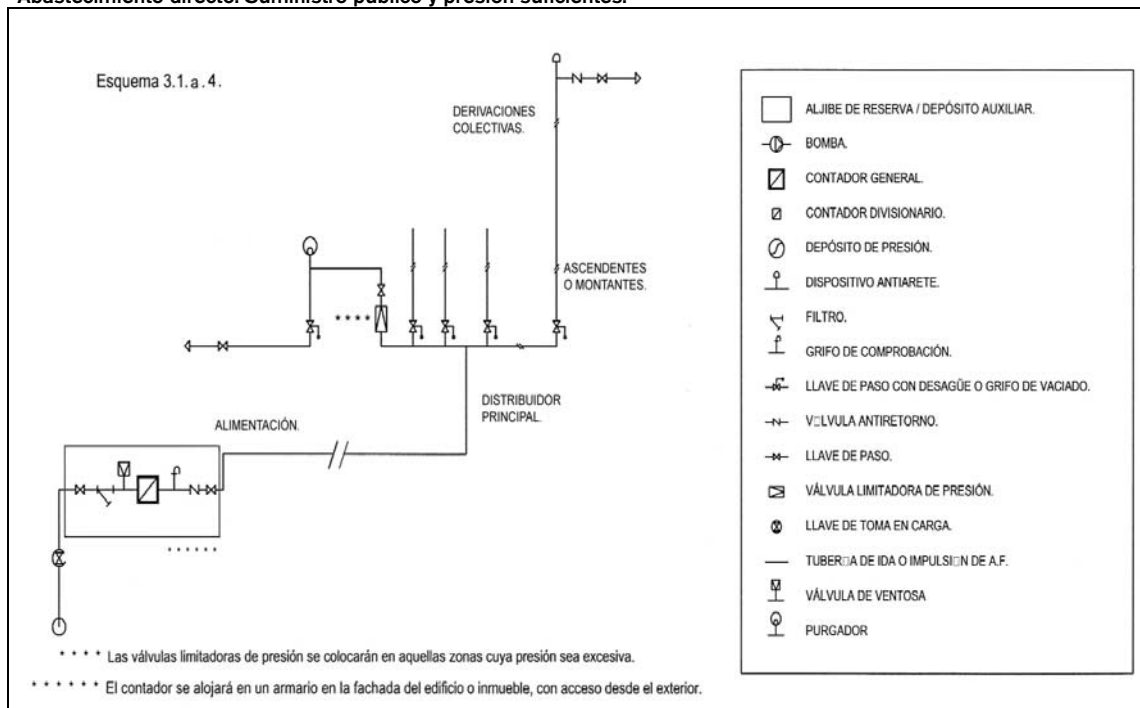 Abastecimiento directo. Suministro público y presión suficientes.
Esquema 3.1.a.4.
DERIVACIONES
COLECTIVAS.
ASCENDENTES
O MONTANTES.
* * * *
DISTRIBUIDOR
PRINCIPAL.
ALIMENTACIÓN.
* * * * * *
* * * * Las válvulas limitadoras de presión se colocarán en aquellas zonas cuya presión sea excesiva.
* * * * * * El contador se alojará en un armario en la fachada del edificio o inmueble, con acceso desde el exterior.
ALJIBE DE RESERVA / DEPÓSITO AUXILIAR.
BOMBA.
CONTADOR GENERAL.
CONTADOR DIVISIONARIO.
DEPÓSITO DE PRESIÓN.
DISPOSITIVO ANTIARETE.
FILTRO.
GRIFO DE COMPROBACIÓN.
LLAVE DE PASO CON DESAGÜE O GRIFO DE VACIADO.
V□LVULA ANTIRETORNO.
LLAVE DE PASO.
VÁLVULA LIMITADORA DE PRESIÓN.
LLAVE DE TOMA EN CARGA.
TUBER□A DE IDA O IMPULSI□N DE A.F.
VÁLVULA DE VENTOSA
PURGADOR